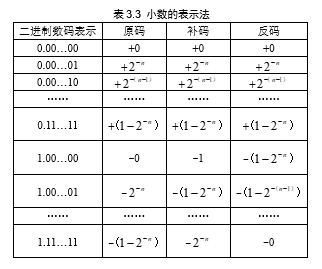 表3.3 小数的表示法
二进制数码表示 原码 补码 反码
0.00…00 +0 +0 +0
0.00…01 +2⁻ⁿ +2⁻ⁿ +2⁻ⁿ
0.00…10 +2⁻⁽ⁿ⁻¹⁾ +2⁻⁽ⁿ⁻¹⁾ +2⁻⁽ⁿ⁻¹⁾
…… …… …… ……
0.11…11 +(1−2⁻ⁿ) +(1−2⁻ⁿ) +(1−2⁻ⁿ)
1.00…00 −0 −1 −(1−2⁻ⁿ)
1.00…01 −2⁻ⁿ −(1−2⁻ⁿ) −(1−2⁻⁽ⁿ⁻¹⁾)
…… …… …… ……
1.11…11 −(1−2⁻ⁿ) −2⁻ⁿ −0